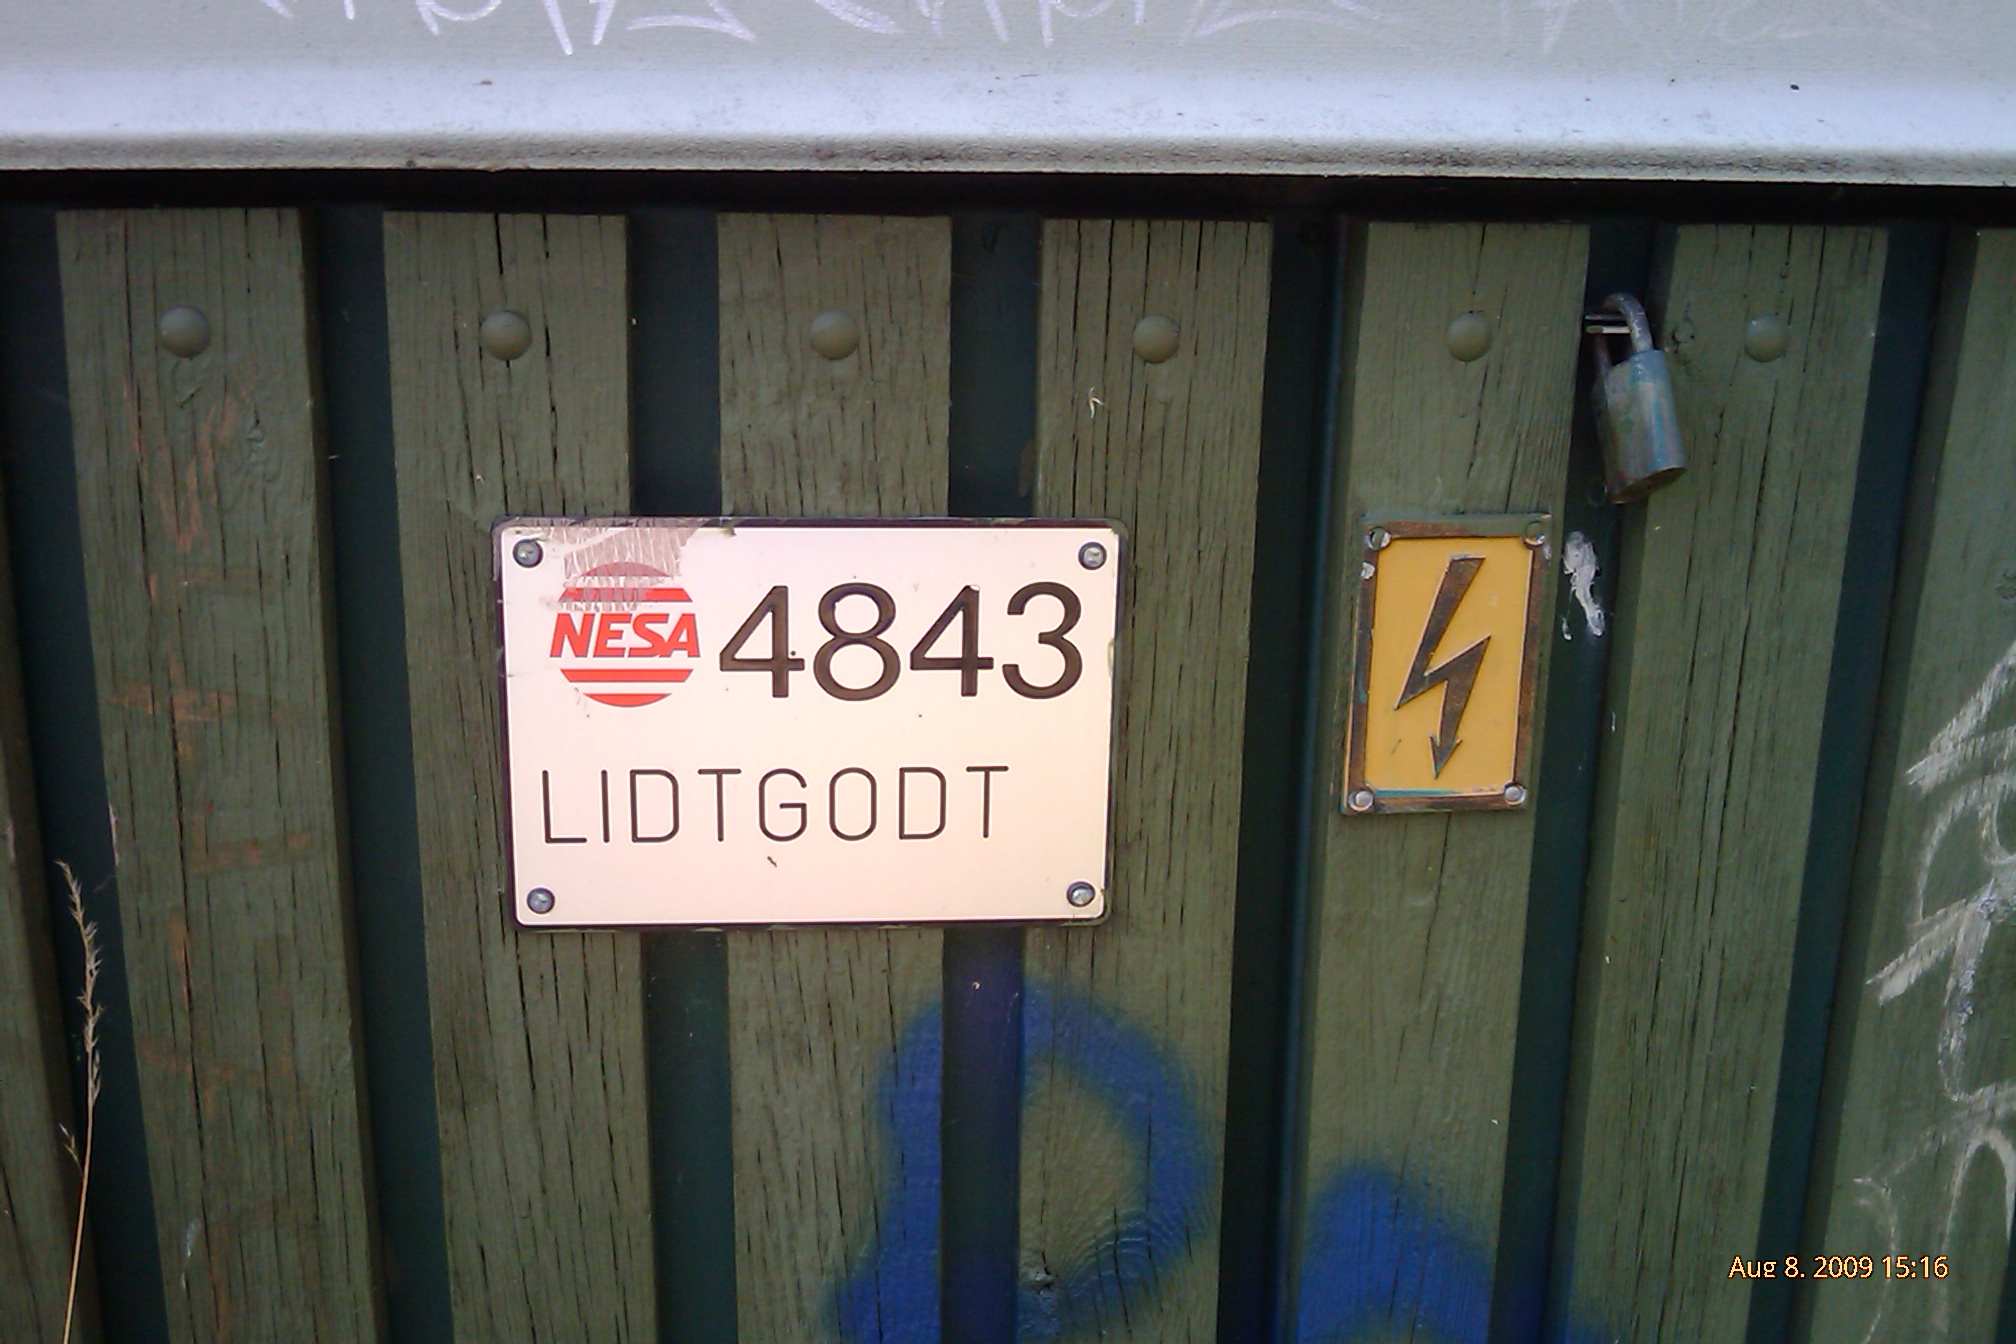 NESA 4843
LIDTGODT
Aug 8. 2009 15:16